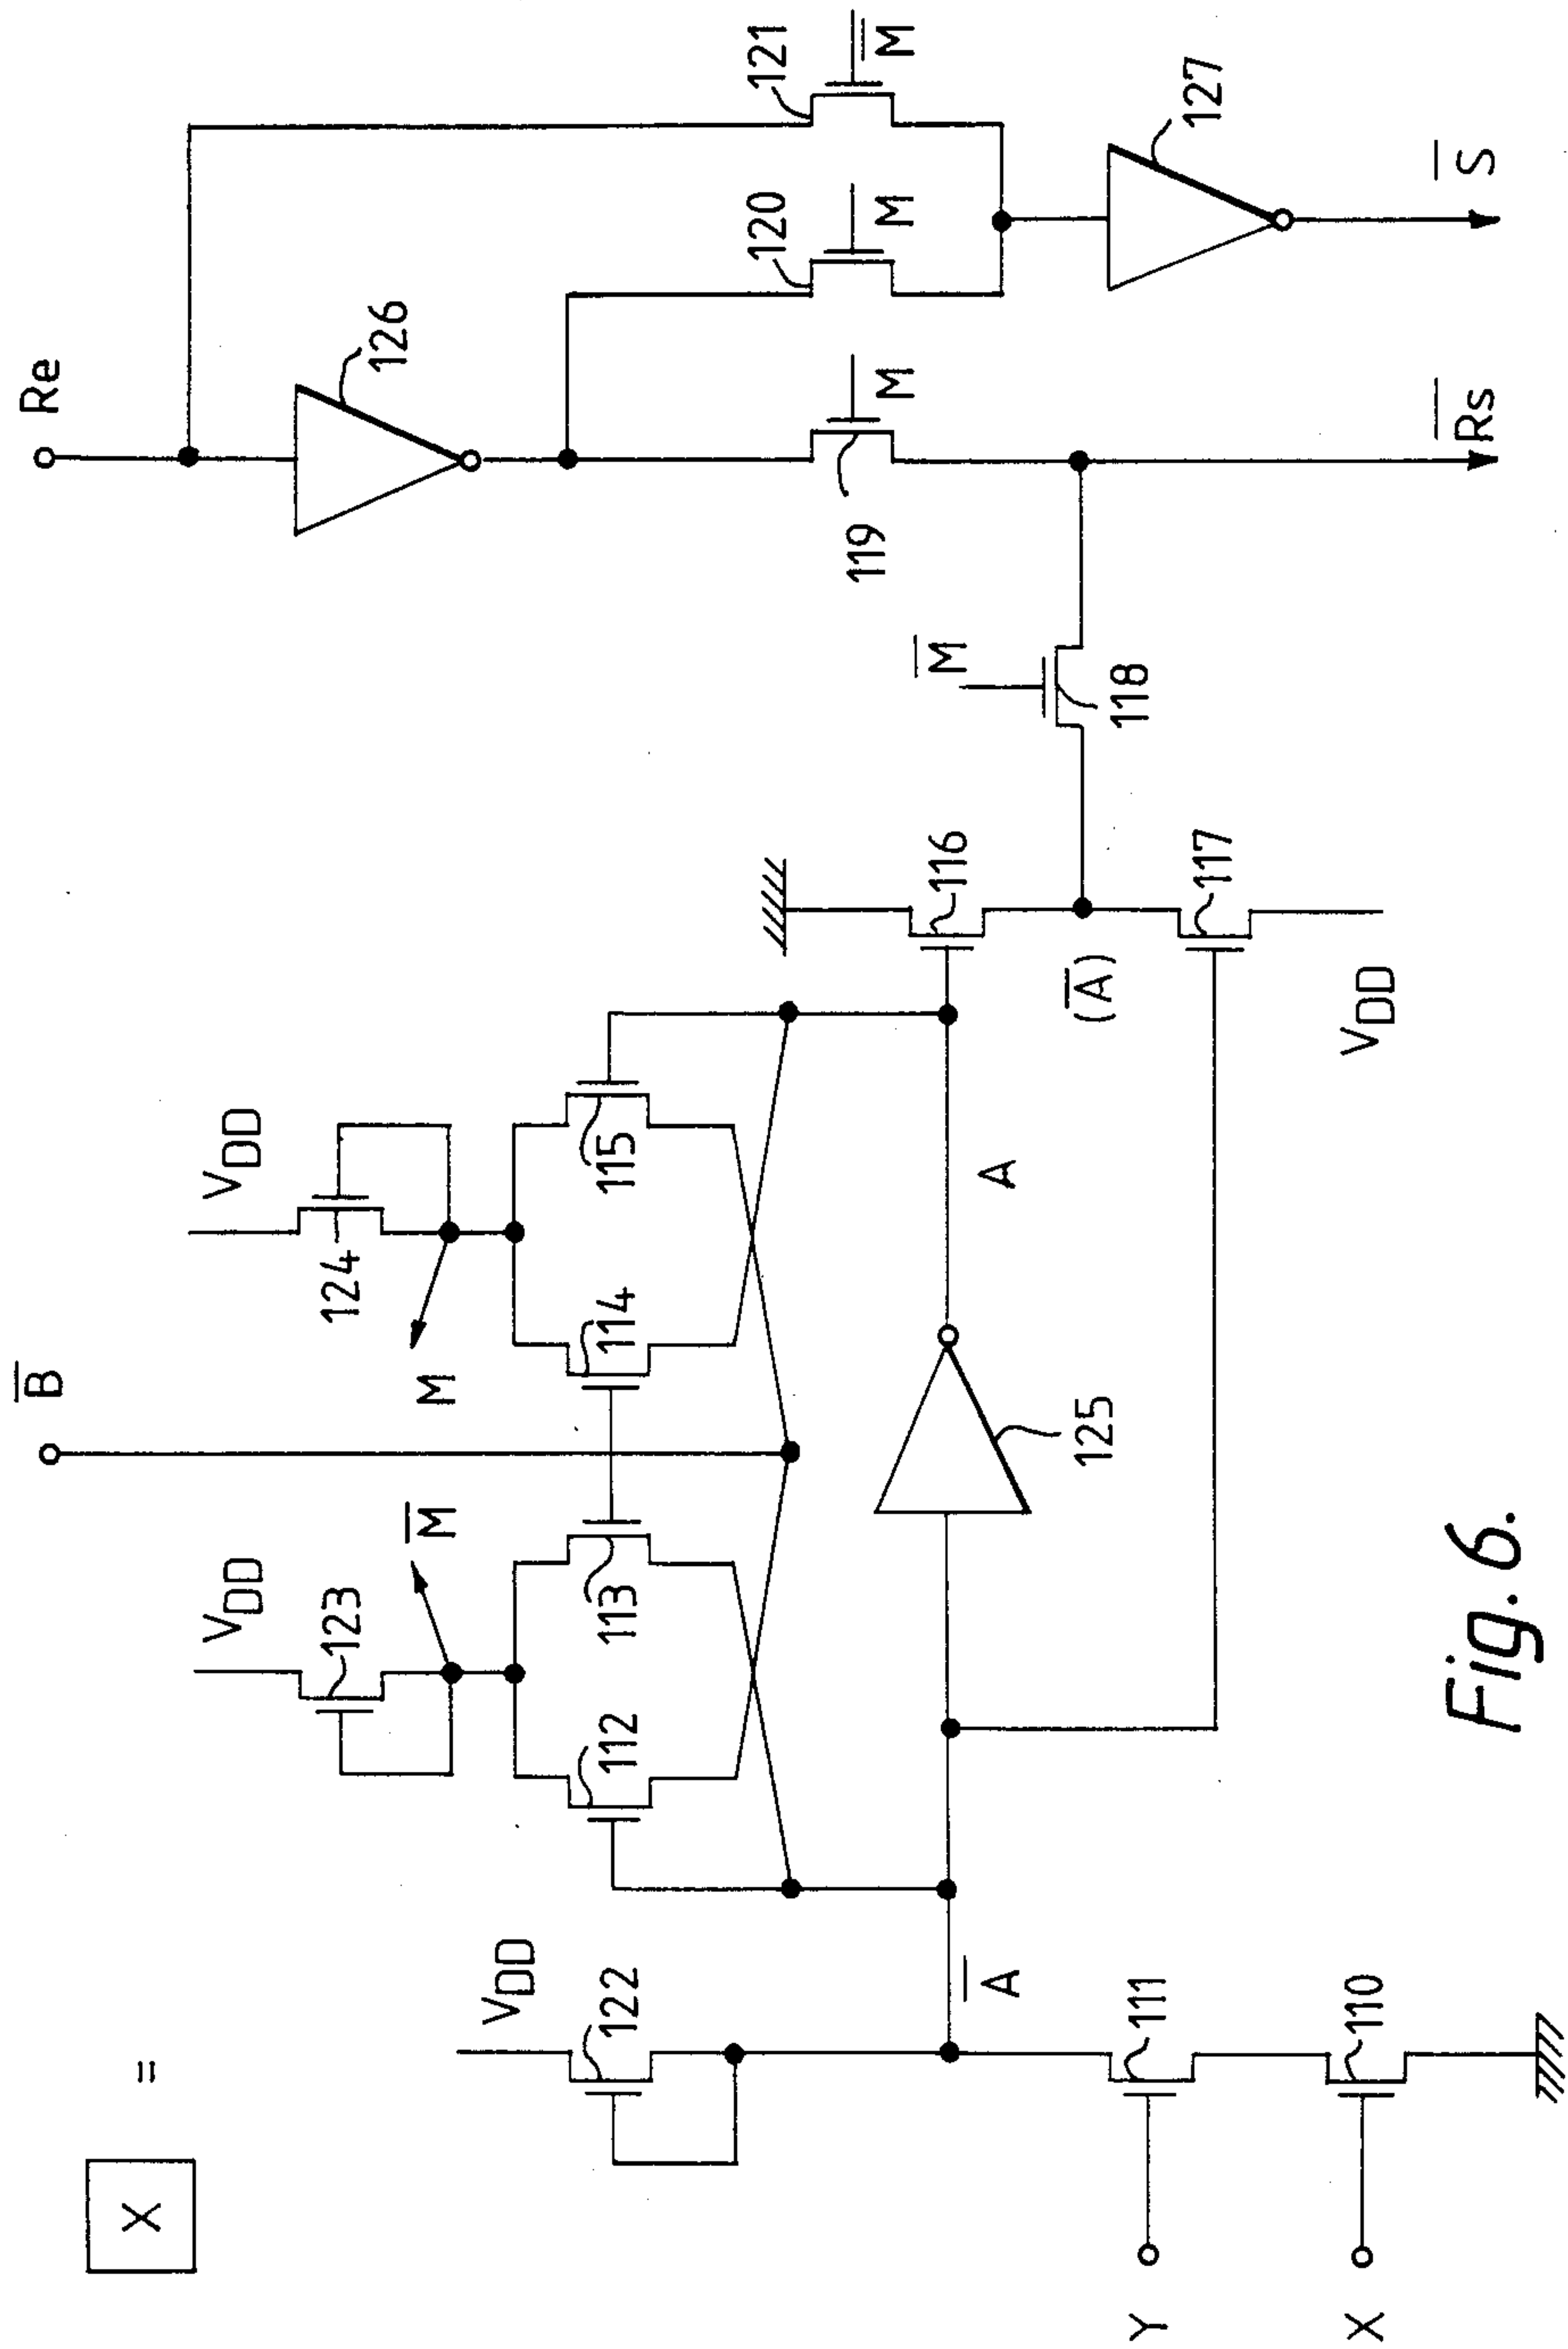 X =
Y
X
110
111
122
V_DD
A̅
B̅
V_DD
123
M̅
112
113
V_DD
124
M
114
115
125
A
116
(A̅)
117
V_DD
M̅
118
Re
126
119
M
120
M
121
M̅
127
R̅s̅
S̅
Fig. 6.